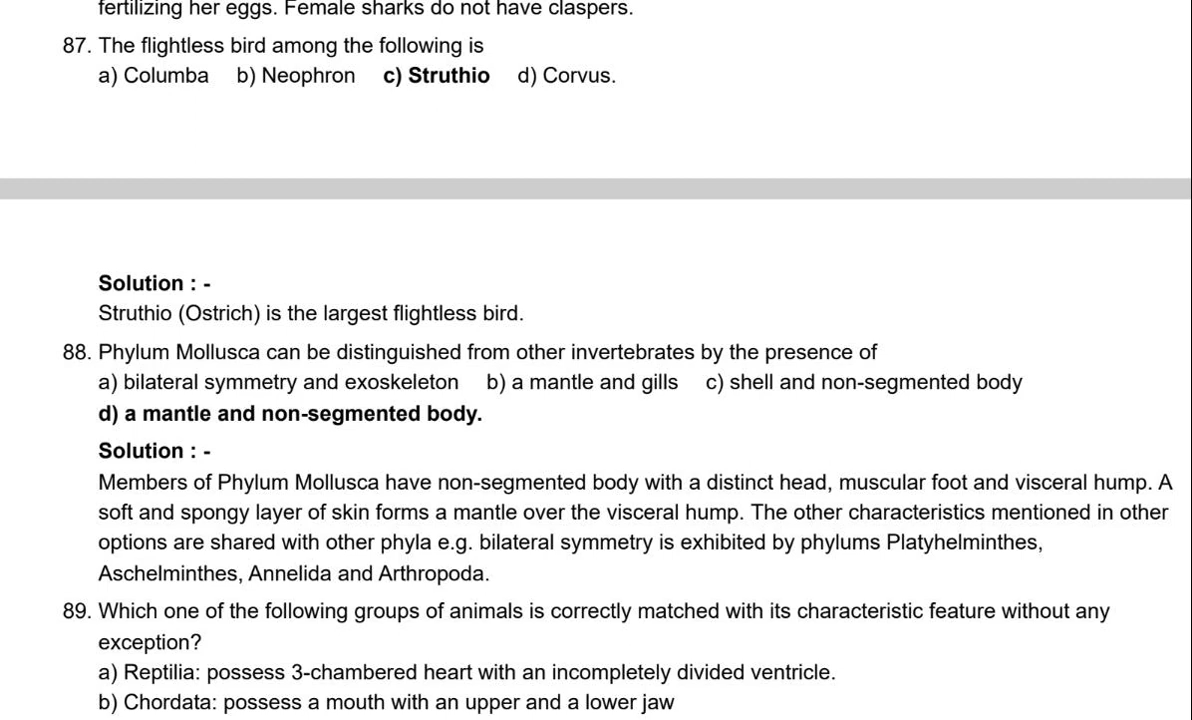 fertilizing her eggs. Female sharks do not have claspers.
87. The flightless bird among the following is
a) Columba b) Neophron c) Struthio d) Corvus.
Solution : -
Struthio (Ostrich) is the largest flightless bird.
88. Phylum Mollusca can be distinguished from other invertebrates by the presence of
a) bilateral symmetry and exoskeleton b) a mantle and gills c) shell and non-segmented body
d) a mantle and non-segmented body.
Solution : -
Members of Phylum Mollusca have non-segmented body with a distinct head, muscular foot and visceral hump. A
soft and spongy layer of skin forms a mantle over the visceral hump. The other characteristics mentioned in other
options are shared with other phyla e.g. bilateral symmetry is exhibited by phylums Platyhelminthes,
Aschelminthes, Annelida and Arthropoda.
89. Which one of the following groups of animals is correctly matched with its characteristic feature without any
exception?
a) Reptilia: possess 3-chambered heart with an incompletely divided ventricle.
b) Chordata: possess a mouth with an upper and a lower jaw